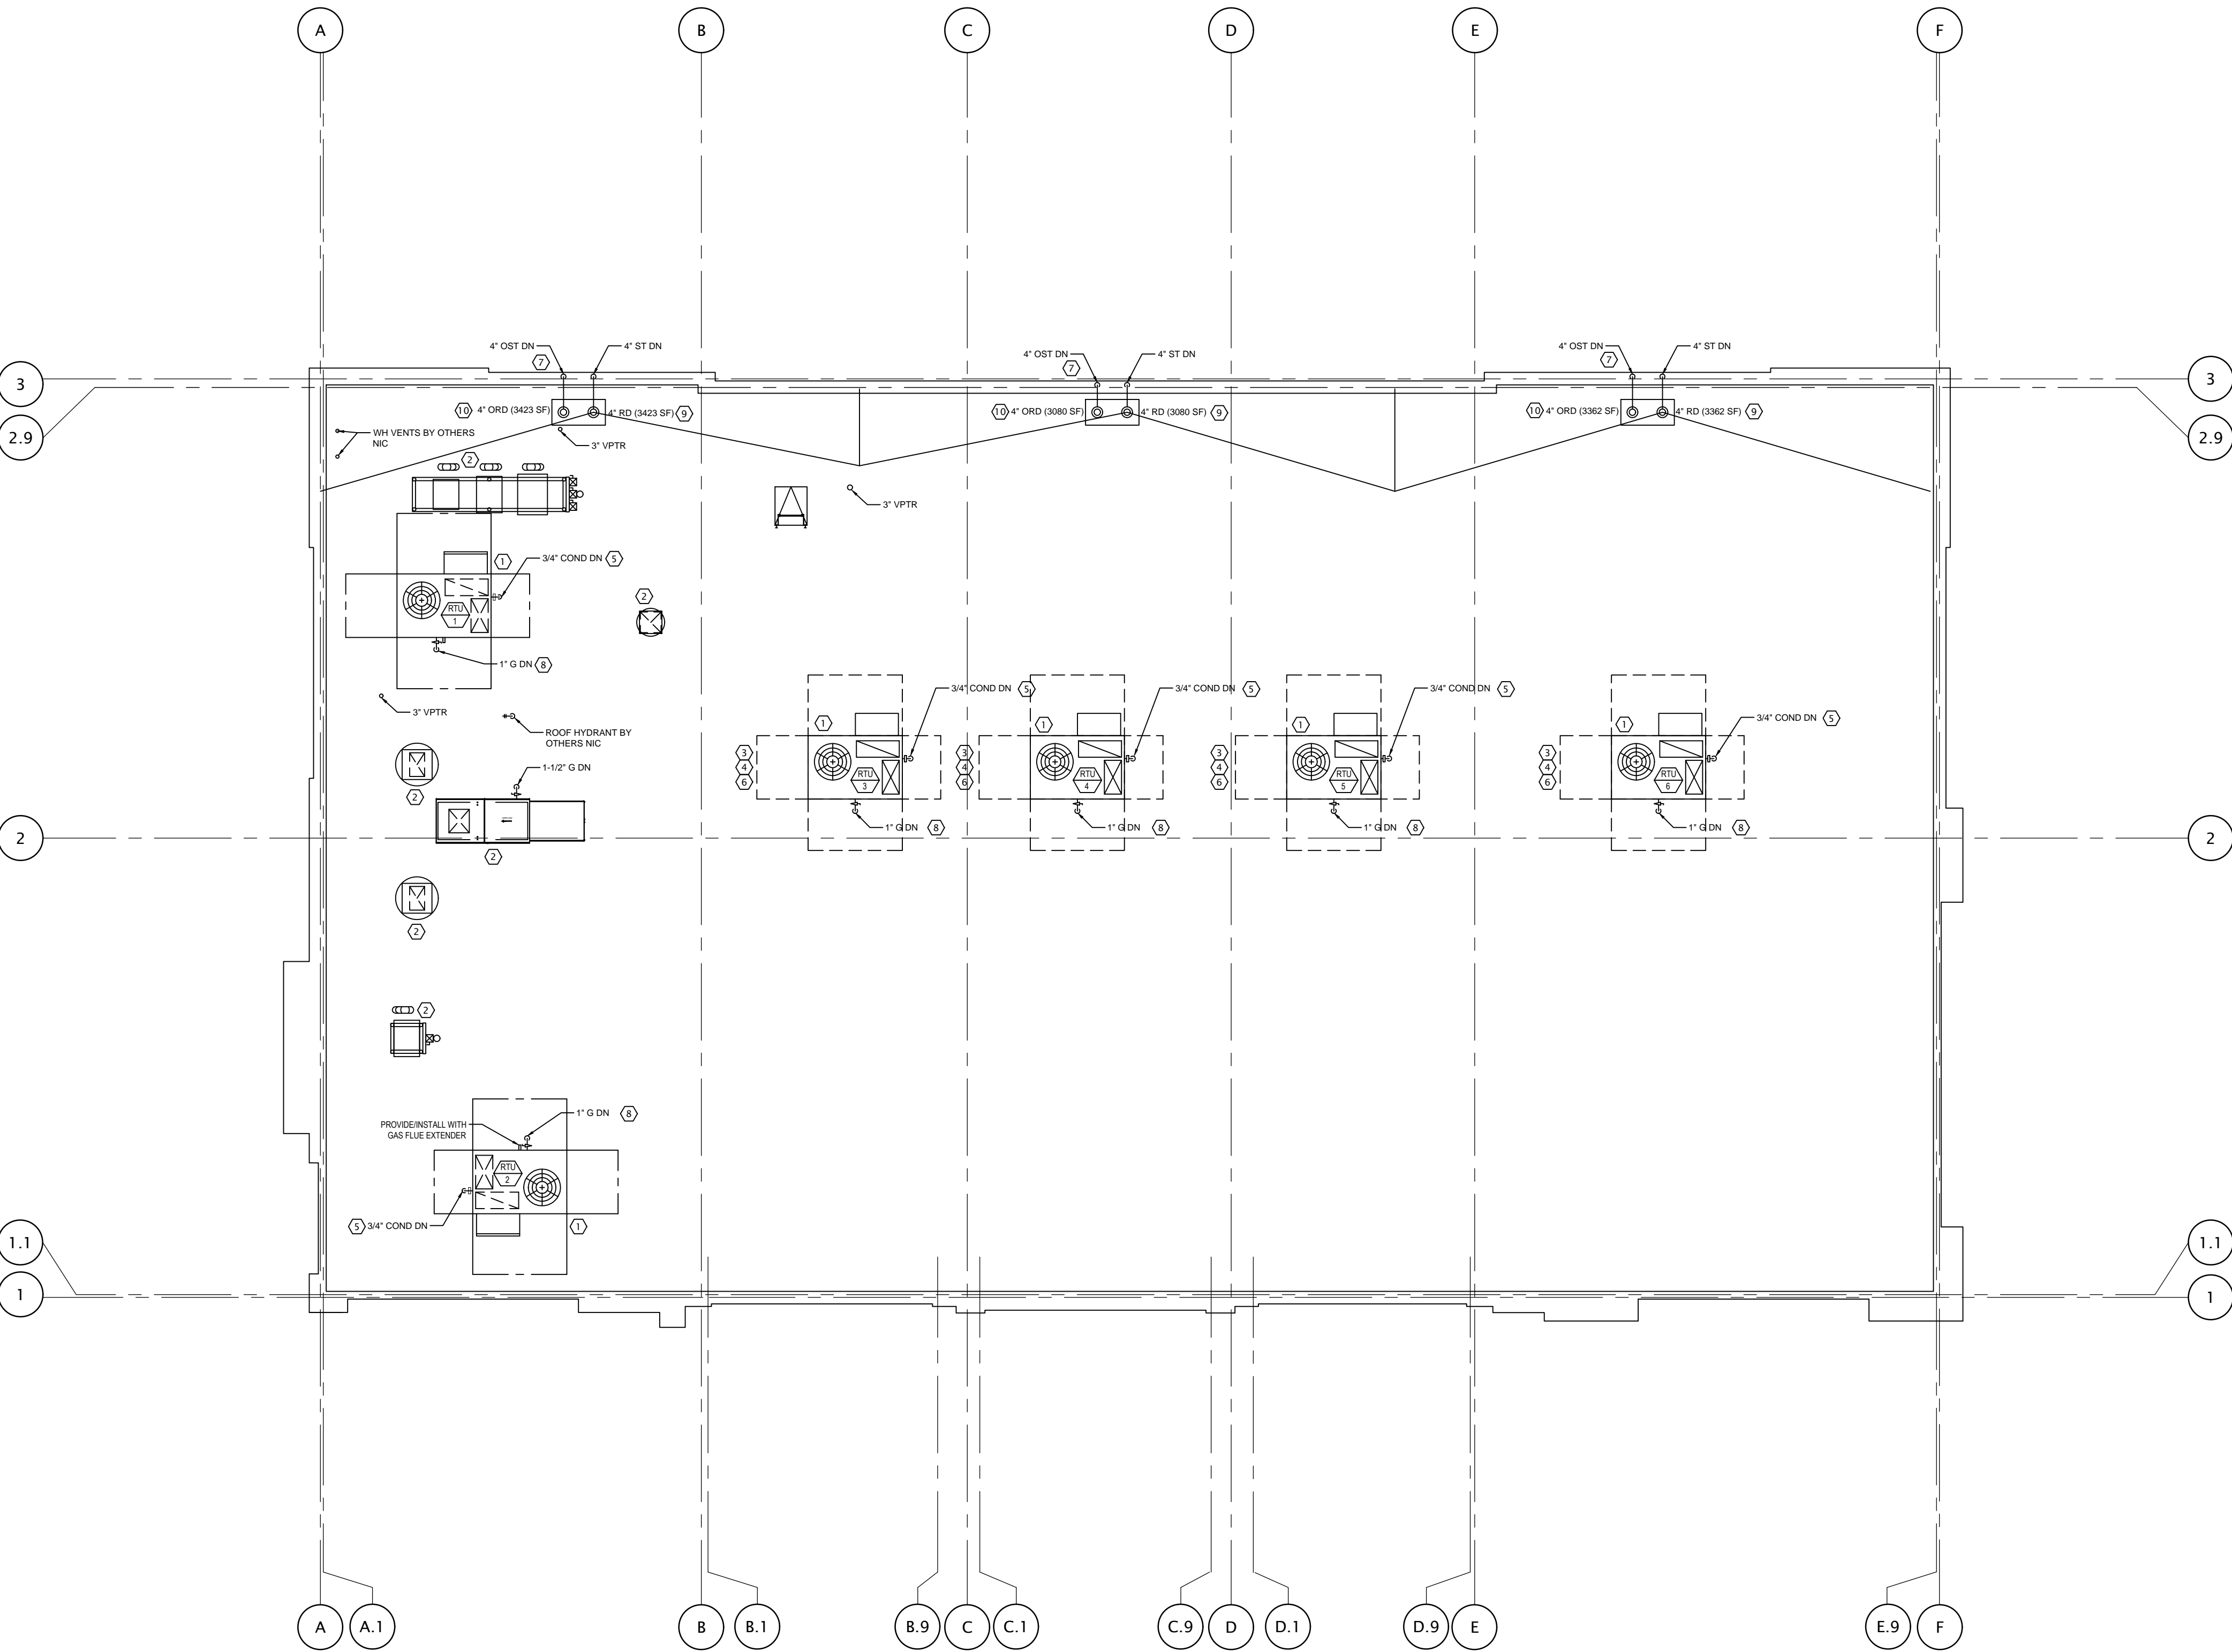 A
B
C
D
E
F
3
2.9
2
1.1
1
3
2.9
2
1.1
1
4" OST DN
4" ST DN
7
10
4" ORD (3423 SF)
4" RD (3423 SF)
9
4" OST DN
4" ST DN
7
10
4" ORD (3080 SF)
4" RD (3080 SF)
9
4" OST DN
4" ST DN
7
10
4" ORD (3362 SF)
4" RD (3362 SF)
9
WH VENTS BY OTHERS
NIC
3" VPTR
2
3" VPTR
1
3/4" COND DN
5
RTU
1
2
1" G DN
8
3" VPTR
ROOF HYDRANT BY
OTHERS NIC
1-1/2" G DN
2
2
2
2
3/4" COND DN
5
1
3
4
6
RTU
3
1" G DN
8
3/4" COND DN
5
1
3
4
6
RTU
4
1" G DN
8
3/4" COND DN
5
1
3
4
6
RTU
5
1" G DN
8
3/4" COND DN
5
1
3
4
6
RTU
6
1" G DN
8
1" G DN
8
PROVIDE/INSTALL WITH
GAS FLUE EXTENDER
RTU
2
5
3/4" COND DN
1
A
A.1
B
B.1
B.9
C
C.1
C.9
D
D.1
D.9
E
E.9
F